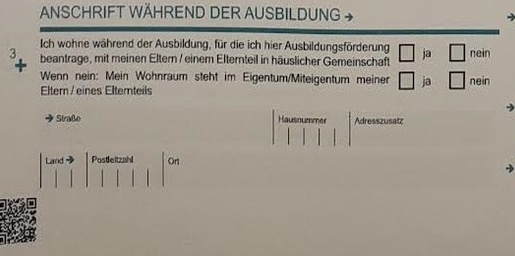 ANSCHRIFT WÄHREND DER AUSBILDUNG →
3
Ich wohne während der Ausbildung, für die ich hier Ausbildungsförderung
beantrage, mit meinen Eltern / einem Elternteil in häuslicher Gemeinschaft
ja nein
Wenn nein: Mein Wohnraum steht im Eigentum/Miteigentum meiner
Eltern / eines Elternteils
ja nein
→ Straße Hausnummer Adresszusatz
Land → Postleitzahl Ort